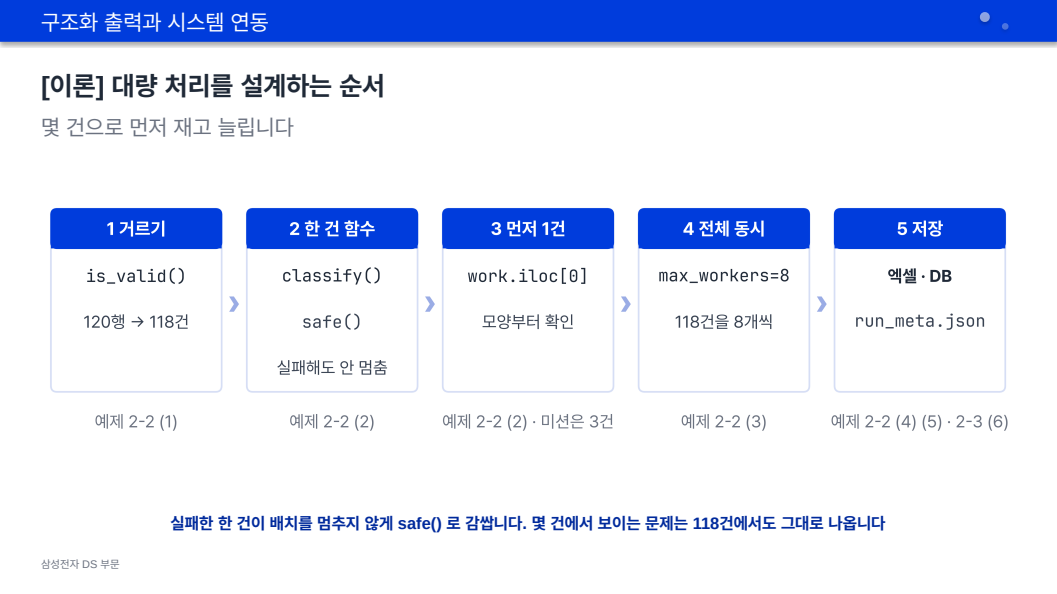 구조화 출력과 시스템 연동
[이론] 대량 처리를 설계하는 순서
몇 건으로 먼저 재고 늘립니다
1 거르기
is_valid()
120행 → 118건
예제 2-2 (1)
2 한 건 함수
classify()
safe()
실패해도 안 멈춤
예제 2-2 (2)
3 먼저 1건
work.iloc[0]
모양부터 확인
예제 2-2 (2) · 미션은 3건
4 전체 동시
max_workers=8
118건을 8개씩
예제 2-2 (3)
5 저장
엑셀 · DB
run_meta.json
예제 2-2 (4) (5) · 2-3 (6)
실패한 한 건이 배치를 멈추지 않게 safe() 로 감쌉니다. 몇 건에서 보이는 문제는 118건에서도 그대로 나옵니다
삼성전자 DS 부문